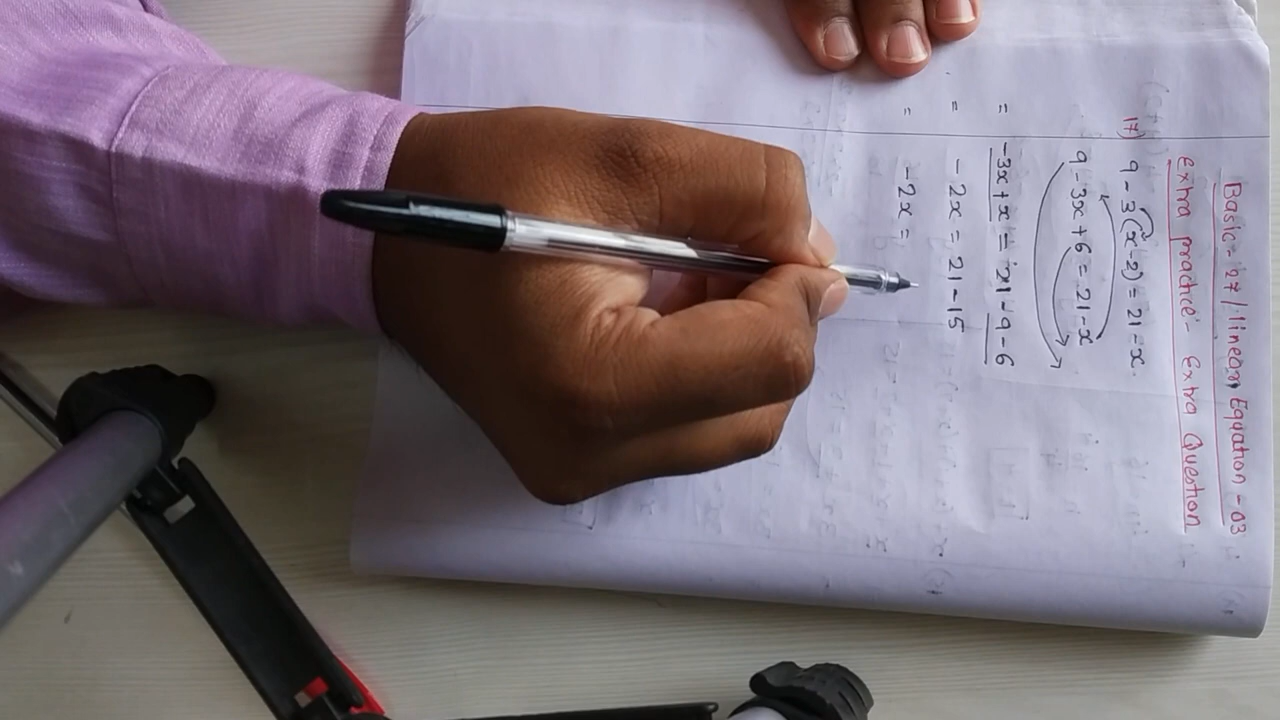 Basic = 27 / linear Equation - 03
extra practice - Extra Question
17) 9 - 3(x-2) = 21 - x
9 - 3x + 6 = 21 - x
= -3x + x = 21 - 9 - 6
= -2x = 21 - 15
= -2x =